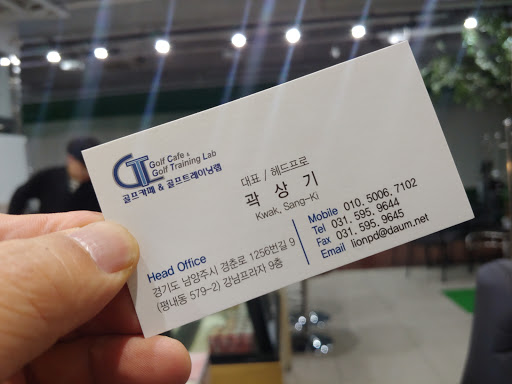 GTL
Golf Cafe &
Golf Training Lab
골프카페 & 골프트레이닝랩
대표 / 헤드프로
곽 상 기
Kwak, Sang-Ki
Mobile 010. 5006. 7102
Tel 031. 595. 9644
Fax 031. 595. 9645
Email lionpd@daum.net
Head Office
경기도 남양주시 경춘로 1256번길 9
(평내동 579-2) 강남프라자 9층